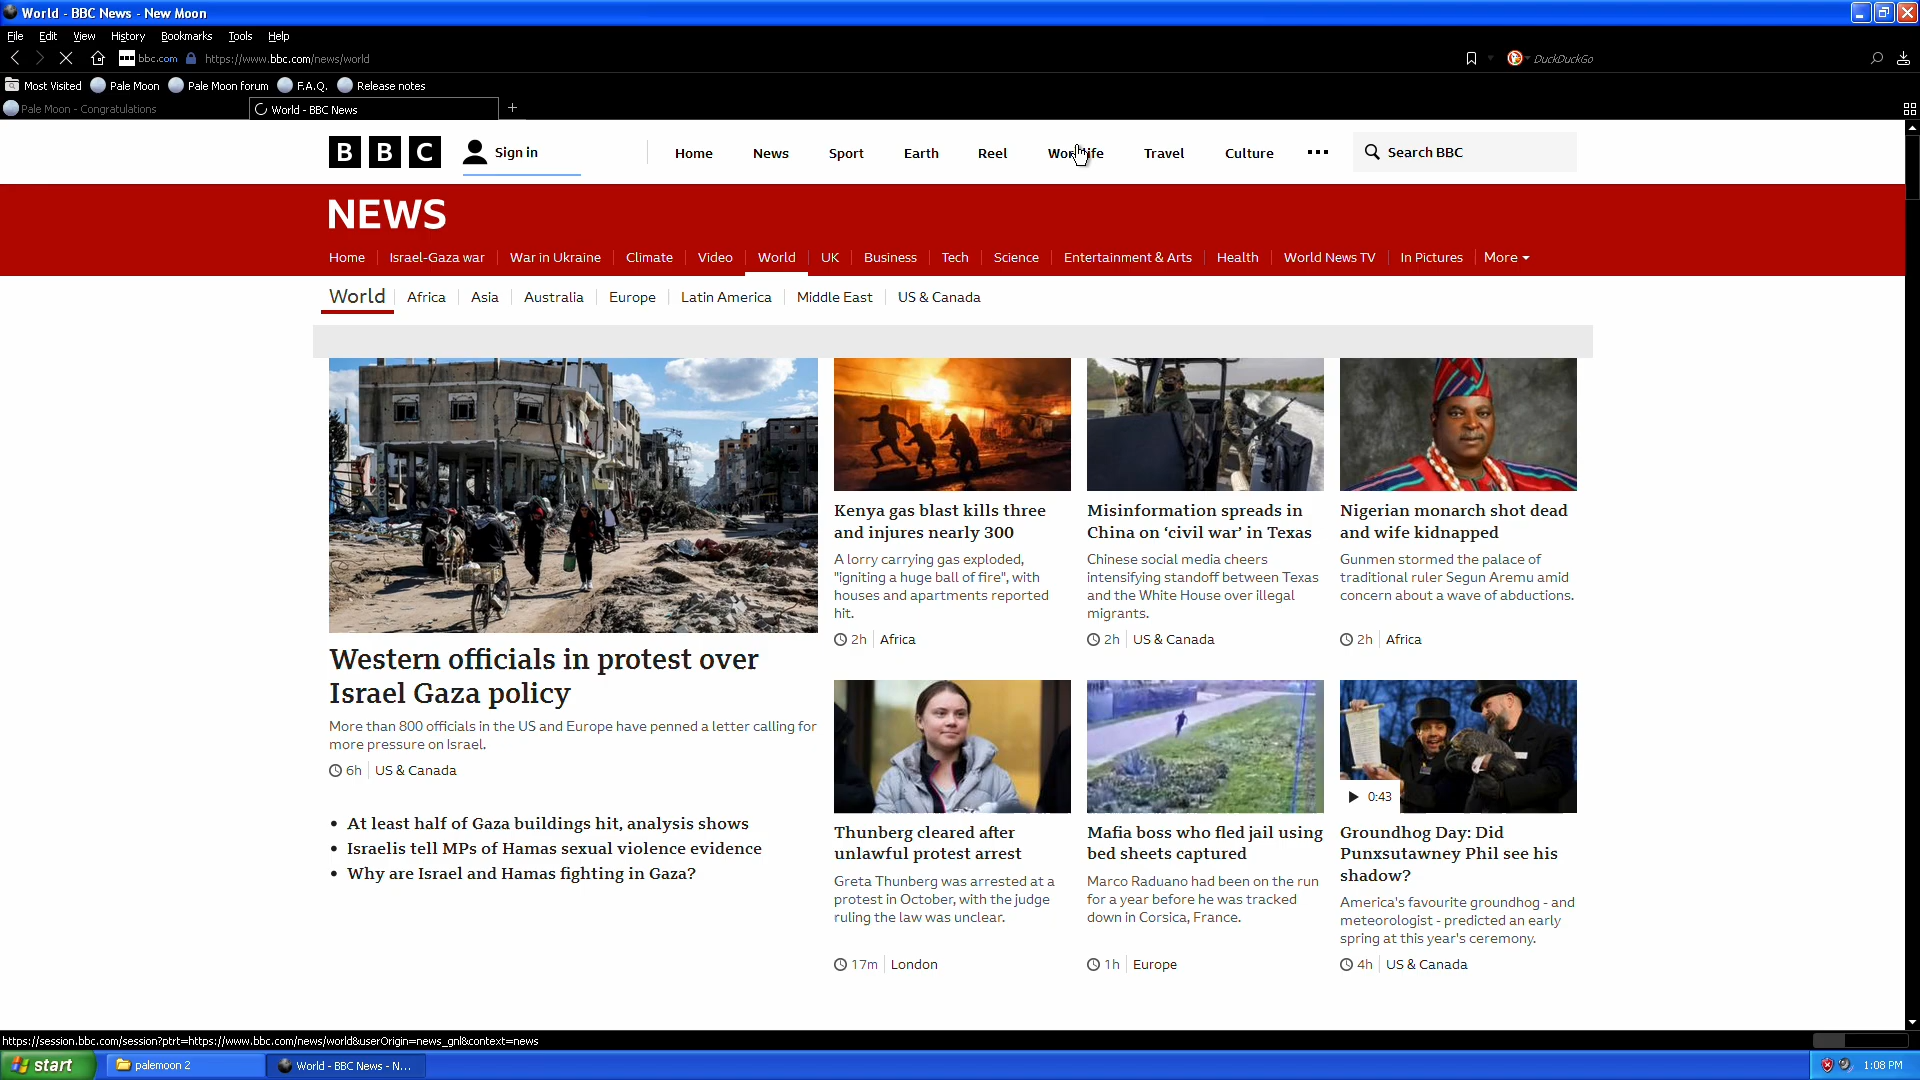 World - BBC News - New Moon
File Edit View History Bookmarks Tools Help
bbc.com https://www.bbc.com/news/world DuckDuckGo
Most Visited Pale Moon Pale Moon forum F.A.Q. Release notes
Pale Moon - Congratulations World - BBC News
BBC Sign in Home News Sport Earth Reel Worklife Travel Culture Search BBC
NEWS
Home Israel-Gaza war War in Ukraine Climate Video World UK Business Tech Science Entertainment & Arts Health World News TV In Pictures More
World Africa Asia Australia Europe Latin America Middle East US & Canada
Western officials in protest over
Israel Gaza policy
More than 800 officials in the US and Europe have penned a letter calling for
more pressure on Israel.
6h US & Canada
• At least half of Gaza buildings hit, analysis shows
• Israelis tell MPs of Hamas sexual violence evidence
• Why are Israel and Hamas fighting in Gaza?
Kenya gas blast kills three
and injures nearly 300
A lorry carrying gas exploded,
"igniting a huge ball of fire", with
houses and apartments reported
hit.
2h Africa
Misinformation spreads in
China on ‘civil war’ in Texas
Chinese social media cheers
intensifying standoff between Texas
and the White House over illegal
migrants.
2h US & Canada
Nigerian monarch shot dead
and wife kidnapped
Gunmen stormed the palace of
traditional ruler Segun Aremu amid
concern about a wave of abductions.
2h Africa
Thunberg cleared after
unlawful protest arrest
Greta Thunberg was arrested at a
protest in October, with the judge
ruling the law was unclear.
17m London
Mafia boss who fled jail using
bed sheets captured
Marco Raduano had been on the run
for a year before he was tracked
down in Corsica, France.
1h Europe
0:43
Groundhog Day: Did
Punxsutawney Phil see his
shadow?
America's favourite groundhog - and
meteorologist - predicted an early
spring at this year's ceremony.
4h US & Canada
https://session.bbc.com/session?ptrt=https://www.bbc.com/news/world&userOrigin=news_gnl&context=news
start palemoon 2 World - BBC News - N... 1:08 PM